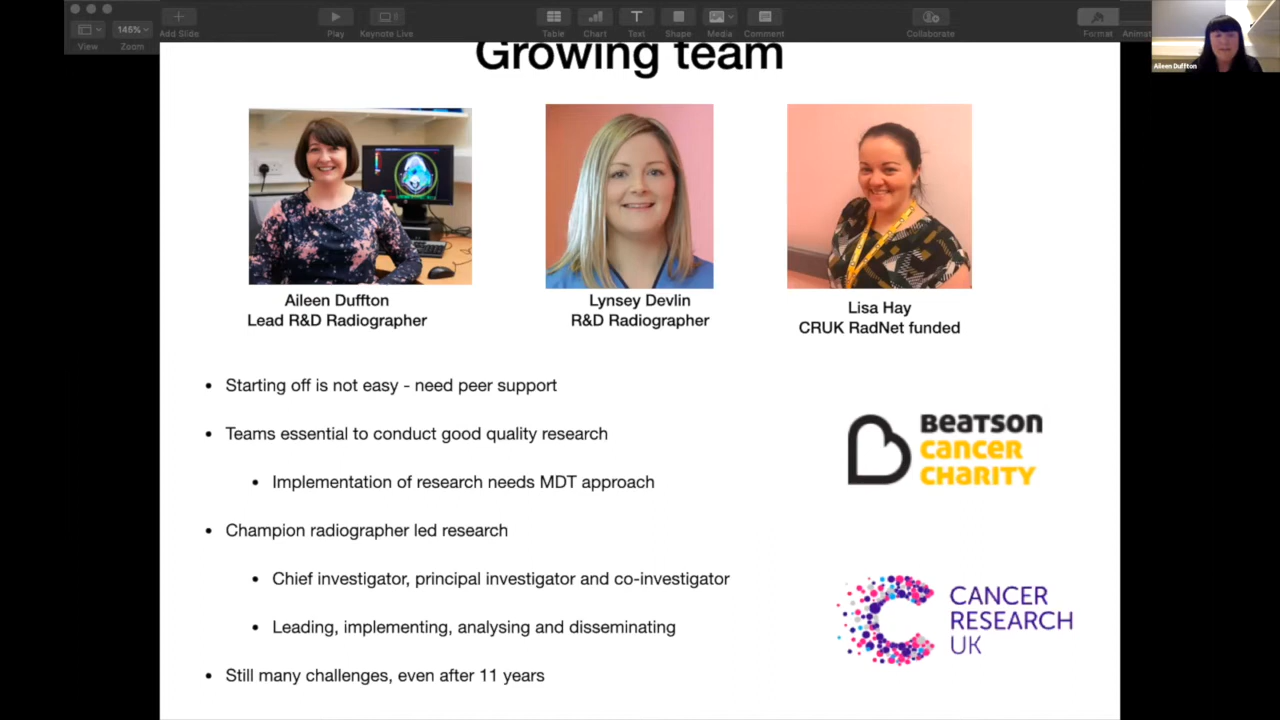 145%
View
Zoom
Add Slide
Play
Keynote Live
Table
Chart
Text
Shape
Media
Comment
Collaborate
Format
Animat
Aileen Duffton
Growing team
Aileen Duffton
Lead R&D Radiographer
Lynsey Devlin
R&D Radiographer
Lisa Hay
CRUK RadNet funded
• Starting off is not easy - need peer support
• Teams essential to conduct good quality research
• Implementation of research needs MDT approach
• Champion radiographer led research
• Chief investigator, principal investigator and co-investigator
• Leading, implementing, analysing and disseminating
• Still many challenges, even after 11 years
BEATSON
CANCER
CHARITY
CANCER
RESEARCH
UK